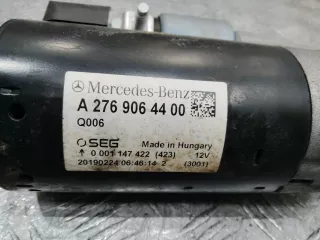 Mercedes-Benz
A 276 906 44 00
Q006
SEG Made in Hungary
0 001 147 422 (423) 12V
20190224 06:46:14 2 (3001)